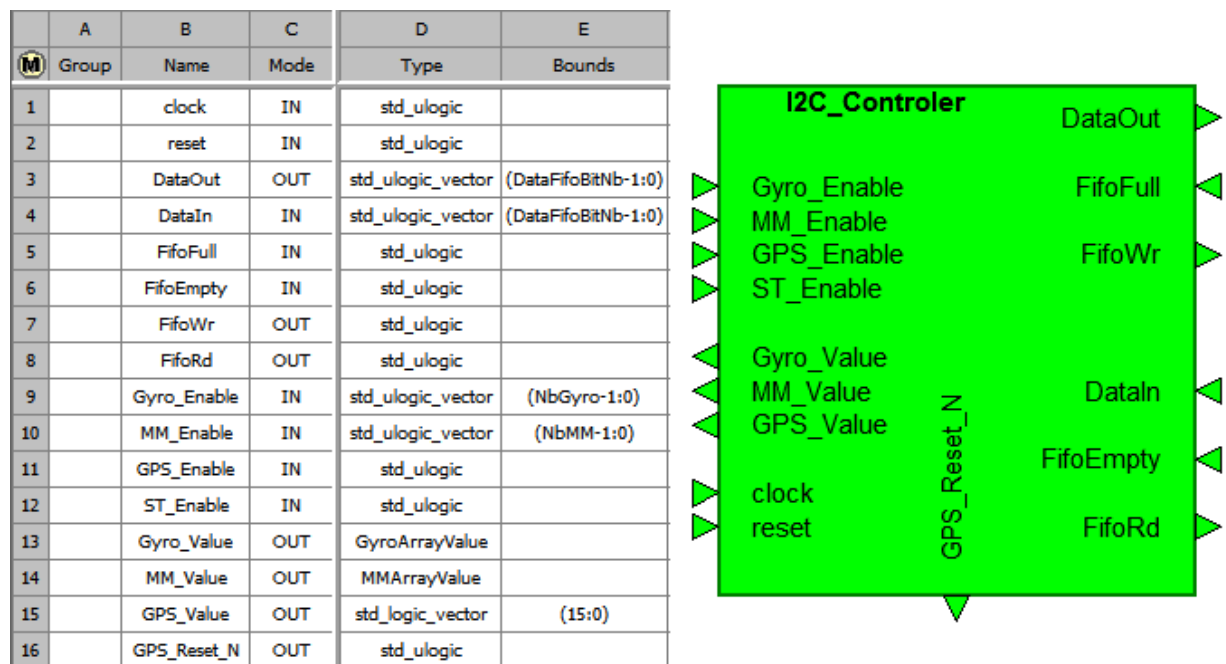 A B C D E
M Group Name Mode Type Bounds
1 clock IN std_ulogic
2 reset IN std_ulogic
3 DataOut OUT std_ulogic_vector (DataFifoBitNb-1:0)
4 DataIn IN std_ulogic_vector (DataFifoBitNb-1:0)
5 FifoFull IN std_ulogic
6 FifoEmpty IN std_ulogic
7 FifoWr OUT std_ulogic
8 FifoRd OUT std_ulogic
9 Gyro_Enable IN std_ulogic_vector (NbGyro-1:0)
10 MM_Enable IN std_ulogic_vector (NbMM-1:0)
11 GPS_Enable IN std_ulogic
12 ST_Enable IN std_ulogic
13 Gyro_Value OUT GyroArrayValue
14 MM_Value OUT MMArrayValue
15 GPS_Value OUT std_logic_vector (15:0)
16 GPS_Reset_N OUT std_ulogic
I2C_Controler
DataOut
Gyro_Enable FifoFull
MM_Enable
GPS_Enable FifoWr
ST_Enable
Gyro_Value
MM_Value DataIn
GPS_Value
FifoEmpty
clock
reset FifoRd
GPS_Reset_N